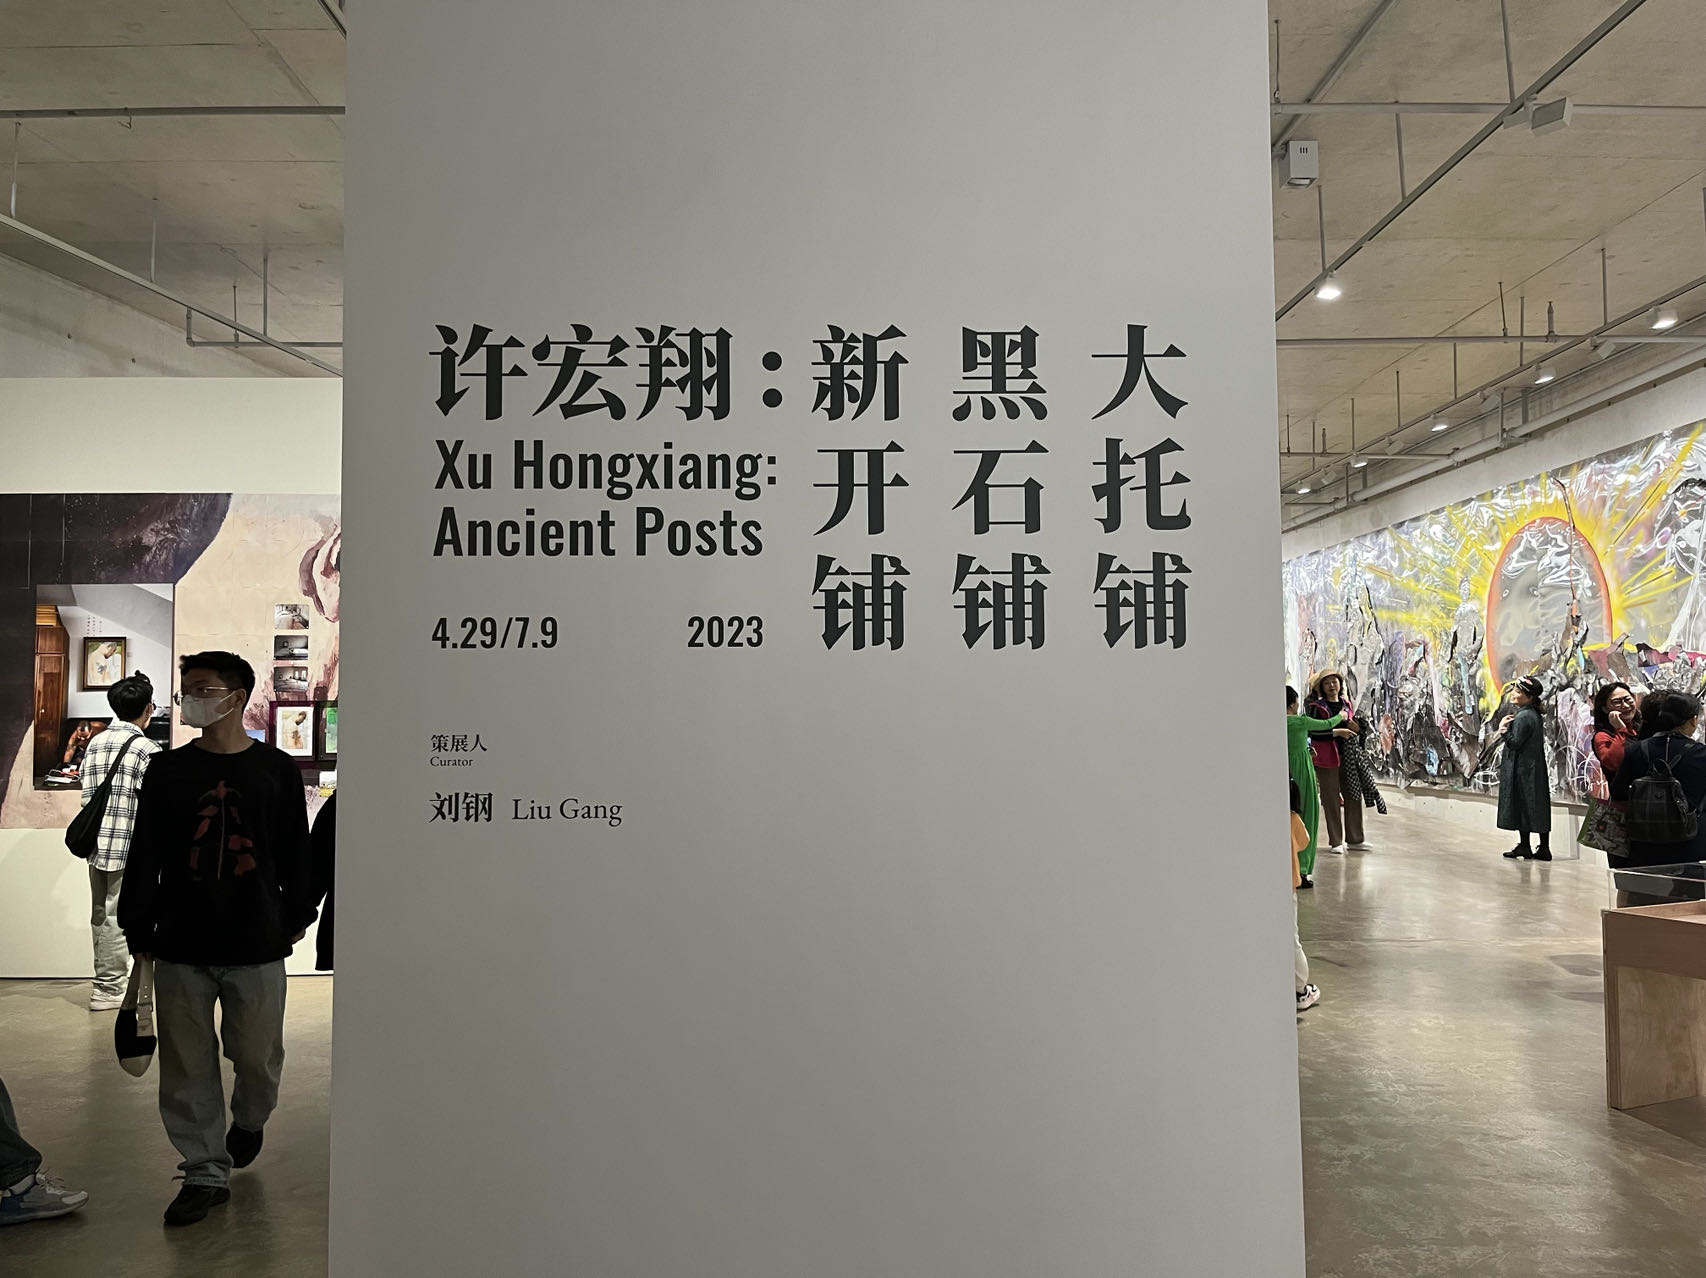 许宏翔：
新开铺
黑石铺
大托铺
Xu Hongxiang:
Ancient Posts
4.29/7.9 2023
策展人
Curator
刘钢 Liu Gang